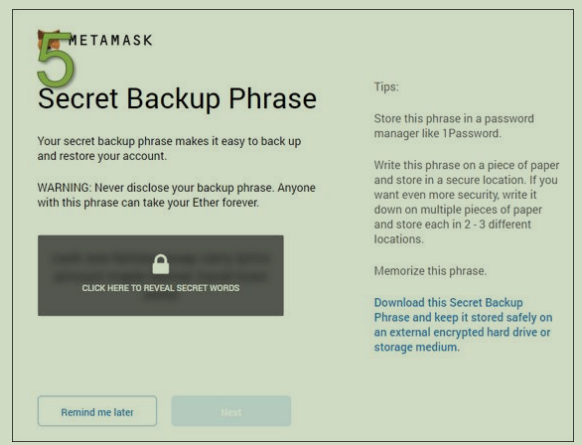 METAMASK
5
Secret Backup Phrase
Your secret backup phrase makes it easy to back up
and restore your account.
WARNING: Never disclose your backup phrase. Anyone
with this phrase can take your Ether forever.
CLICK HERE TO REVEAL SECRET WORDS
Remind me later
Next
Tips:
Store this phrase in a password
manager like 1Password.
Write this phrase on a piece of paper
and store in a secure location. If you
want even more security, write it
down on multiple pieces of paper
and store each in 2 - 3 different
locations.
Memorize this phrase.
Download this Secret Backup
Phrase and keep it stored safely on
an external encrypted hard drive or
storage medium.